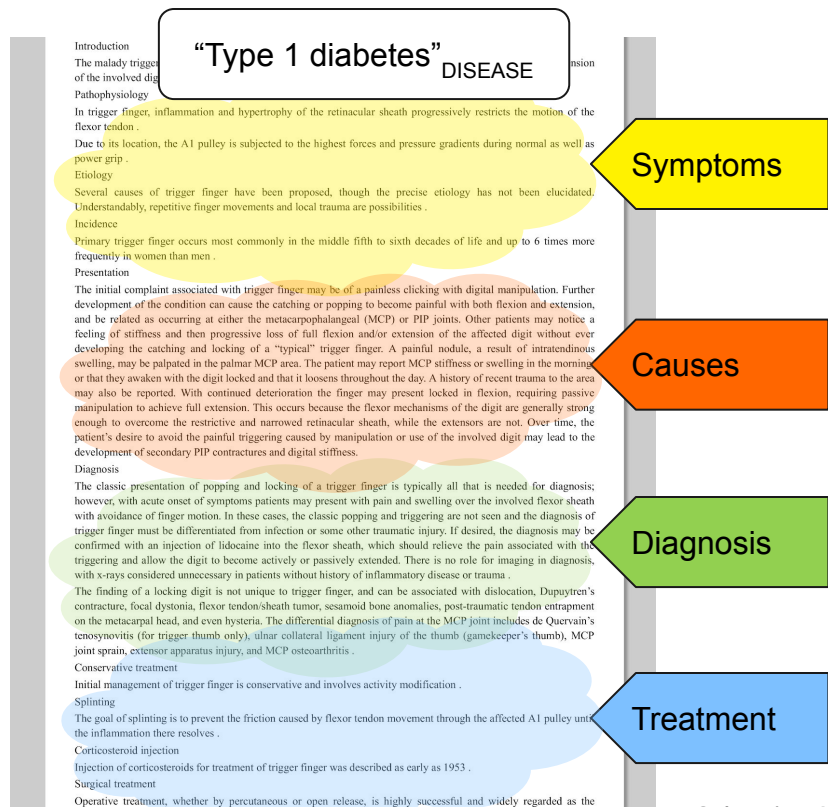 Introduction
"Type 1 diabetes" DISEASE
The malady trigger
nsion
of the involved dig
Pathophysiology
In trigger finger, inflammation and hypertrophy of the retinacular sheath progressively restricts the motion of the
flexor tendon .
Due to its location, the A1 pulley is subjected to the highest forces and pressure gradients during normal as well as
power grip .
Symptoms
Etiology
Several causes of trigger finger have been proposed, though the precise etiology has not been elucidated.
Understandably, repetitive finger movements and local trauma are possibilities .
Incidence
Primary trigger finger occurs most commonly in the middle fifth to sixth decades of life and up to 6 times more
frequently in women than men .
Presentation
The initial complaint associated with trigger finger may be of a painless clicking with digital manipulation. Further
development of the condition can cause the catching or popping to become painful with both flexion and extension,
and be related as occurring at either the metacarpophalangeal (MCP) or PIP joints. Other patients may notice a
feeling of stiffness and then progressive loss of full flexion and/or extension of the affected digit without ever
developing the catching and locking of a "typical" trigger finger. A painful nodule, a result of intratendinous
swelling, may be palpated in the palmar MCP area. The patient may report MCP stiffness or swelling in the morning,
or that they awaken with the digit locked and that it loosens throughout the day. A history of recent trauma to the area
Causes
may also be reported. With continued deterioration the finger may present locked in flexion, requiring passive
manipulation to achieve full extension. This occurs because the flexor mechanisms of the digit are generally strong
enough to overcome the restrictive and narrowed retinacular sheath, while the extensors are not. Over time, the
patient's desire to avoid the painful triggering caused by manipulation or use of the involved digit may lead to the
development of secondary PIP contractures and digital stiffness.
Diagnosis
The classic presentation of popping and locking of a trigger finger is typically all that is needed for diagnosis;
however, with acute onset of symptoms patients may present with pain and swelling over the involved flexor sheath
with avoidance of finger motion. In these cases, the classic popping and triggering are not seen and the diagnosis of
trigger finger must be differentiated from infection or some other traumatic injury. If desired, the diagnosis may be
confirmed with an injection of lidocaine into the flexor sheath, which should relieve the pain associated with the
Diagnosis
triggering and allow the digit to become actively or passively extended. There is no role for imaging in diagnosis,
with x-rays considered unnecessary in patients without history of inflammatory disease or trauma .
The finding of a locking digit is not unique to trigger finger, and can be associated with dislocation, Dupuytren's
contracture, focal dystonia, flexor tendon/sheath tumor, sesamoid bone anomalies, post-traumatic tendon entrapment
on the metacarpal head, and even hysteria. The differential diagnosis of pain at the MCP joint includes de Quervain's
tenosynovitis (for trigger thumb only), ulnar collateral ligament injury of the thumb (gamekeeper's thumb), MCP
joint sprain, extensor apparatus injury, and MCP osteoarthritis .
Conservative treatment
Initial management of trigger finger is conservative and involves activity modification .
Splinting
The goal of splinting is to prevent the friction caused by flexor tendon movement through the affected A1 pulley until
Treatment
the inflammation there resolves .
Corticosteroid injection
Injection of corticosteroids for treatment of trigger finger was described as early as 1953 .
Surgical treatment
Operative treatment, whether by percutaneous or open release, is highly successful and widely regarded as the